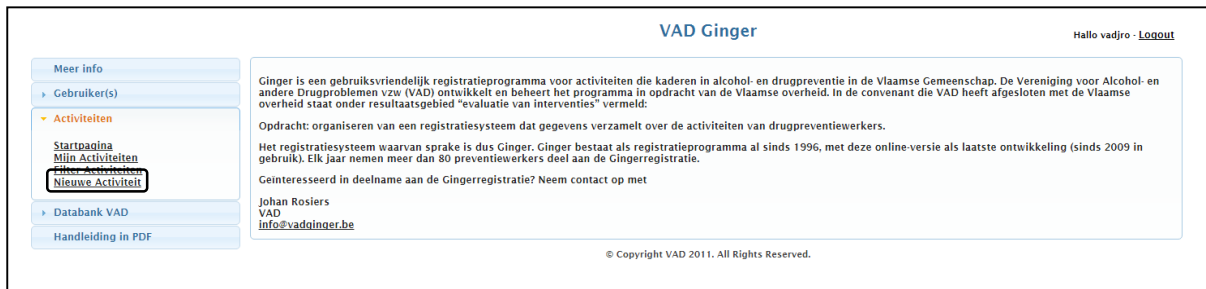 VAD Ginger
Hallo vadjro - Logout
Meer info
Gebruiker(s)
Activiteiten
Startpagina
Mijn Activiteiten
Filter Activiteiten
Nieuwe Activiteit
Databank VAD
Handleiding in PDF
Ginger is een gebruiksvriendelijk registratieprogramma voor activiteiten die kaderen in alcohol- en drugpreventie in de Vlaamse Gemeenschap. De Vereniging voor Alcohol- en
andere Drugproblemen vzw (VAD) ontwikkelt en beheert het programma in opdracht van de Vlaamse overheid. In de convenant die VAD heeft afgesloten met de Vlaamse
overheid staat onder resultaatsgebied “evaluatie van interventies” vermeld:
Opdracht: organiseren van een registratiesysteem dat gegevens verzamelt over de activiteiten van drugpreventiewerkers.
Het registratiesysteem waarvan sprake is dus Ginger. Ginger bestaat als registratieprogramma al sinds 1996, met deze online-versie als laatste ontwikkeling (sinds 2009 in
gebruik). Elk jaar nemen meer dan 80 preventiewerkers deel aan de Gingerregistratie.
Geïnteresseerd in deelname aan de Gingerregistratie? Neem contact op met
Johan Rosiers
VAD
info@vadginger.be
© Copyright VAD 2011. All Rights Reserved.